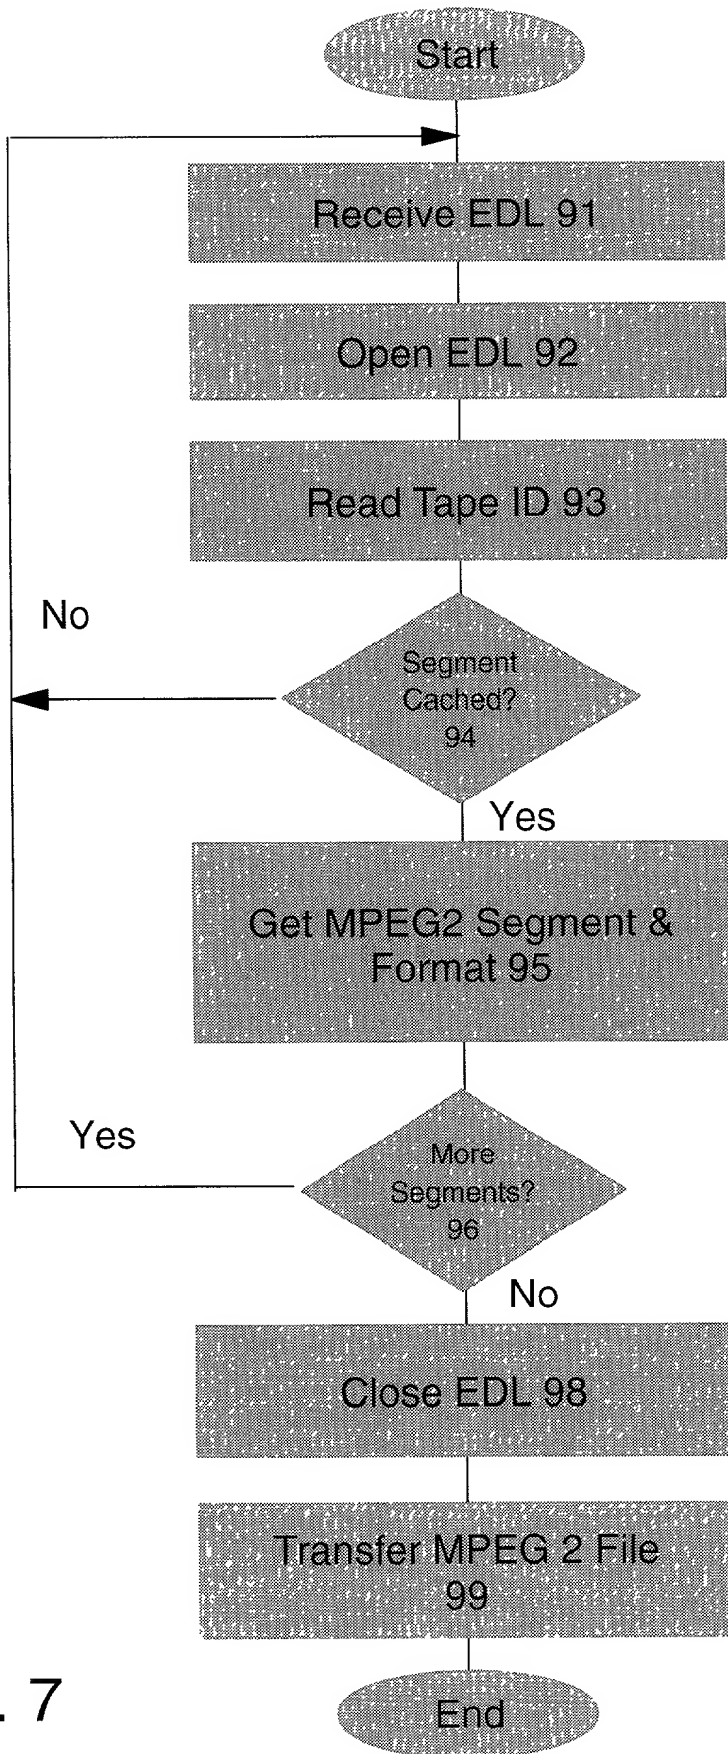 Start
Receive EDL 91
Open EDL 92
Read Tape ID 93
No
Segment
Cached?
94
Yes
Get MPEG2 Segment &
Format 95
Yes
More
Segments?
96
No
Close EDL 98
Transfer MPEG 2 File
99
End
. 7